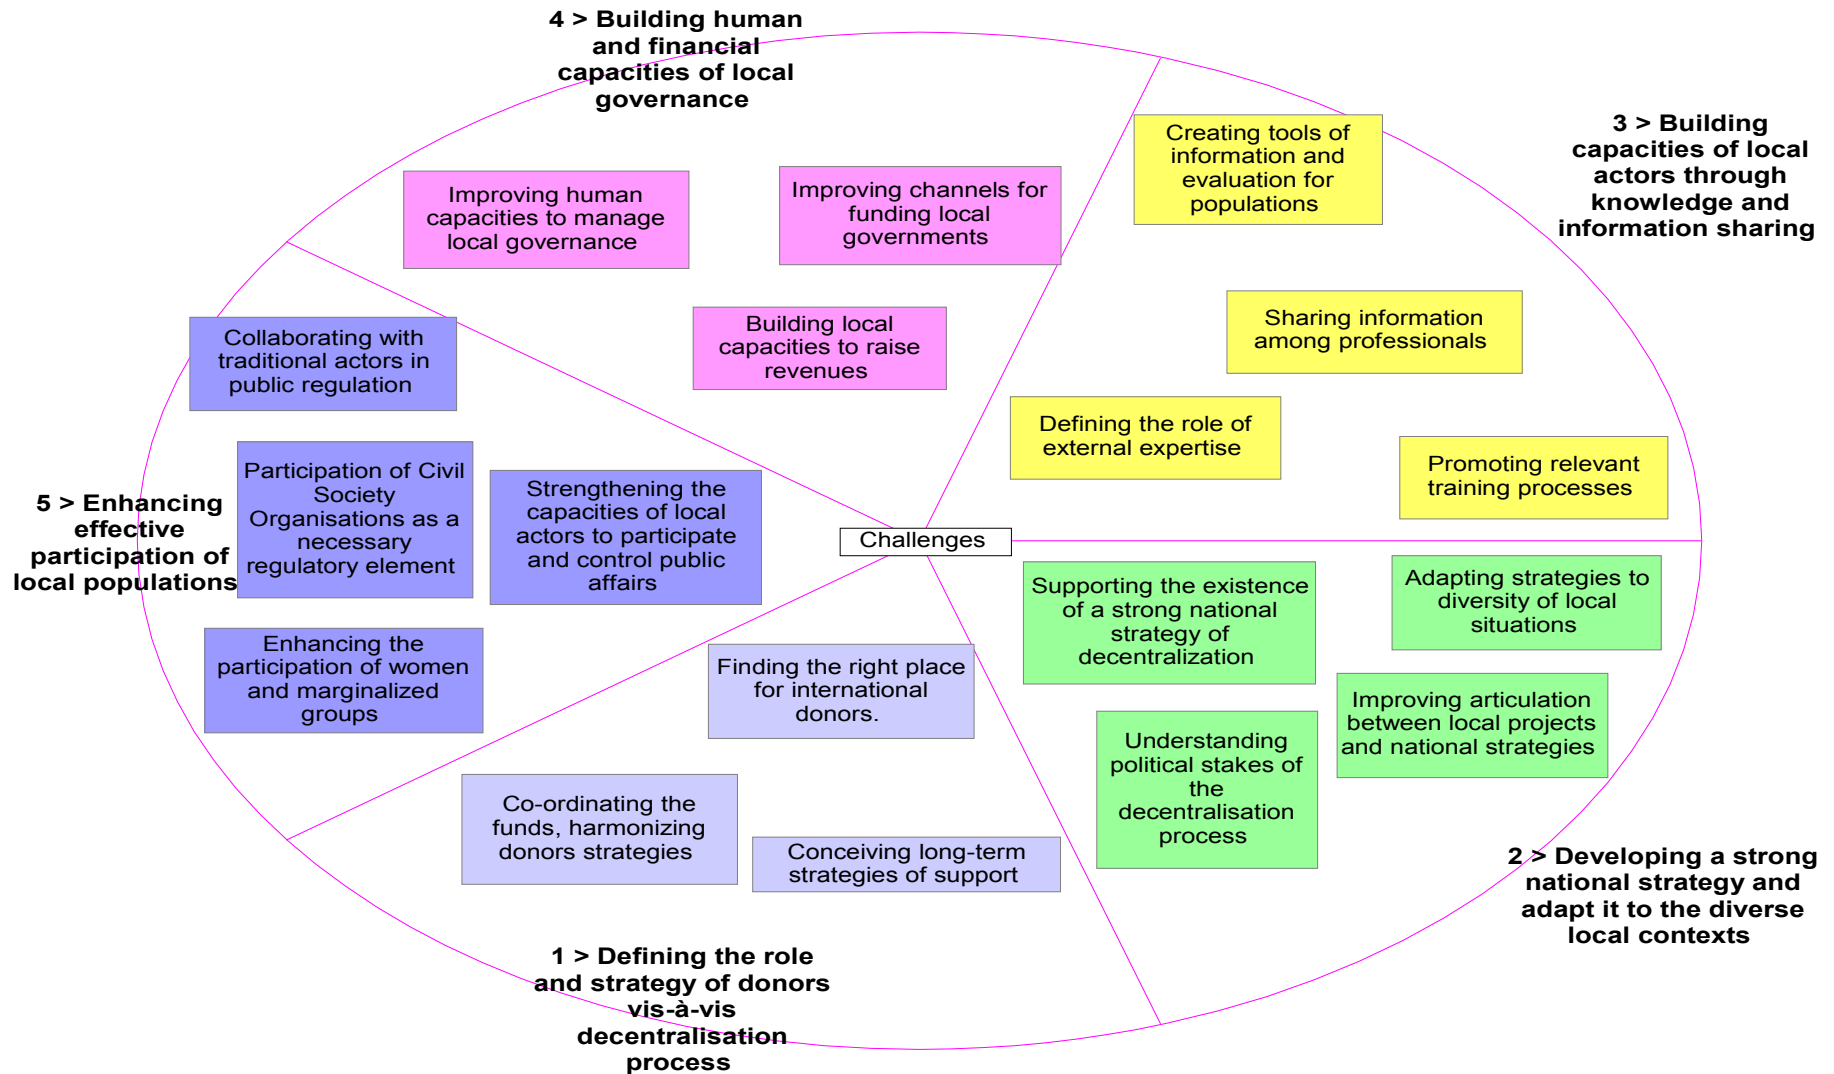 4 > Building human
and financial
capacities of local
governance
3 > Building
capacities of local
actors through
knowledge and
information sharing
Creating tools of
information and
evaluation for
populations
Improving human
capacities to manage
local governance
Improving channels for
funding local
governments
Building local
capacities to raise
revenues
Sharing information
among professionals
Defining the role of
external expertise
Promoting relevant
training processes
Collaborating with
traditional actors in
public regulation
Participation of Civil
Society
Organisations as a
necessary
regulatory element
Strengthening the
capacities of local
actors to participate
and control public
affairs
5 > Enhancing
effective
participation of
local populations
Enhancing the
participation of women
and marginalized
groups
Challenges
Supporting the existence
of a strong national
strategy of
decentralization
Adapting strategies to
diversity of local
situations
Improving articulation
between local projects
and national strategies
Understanding
political stakes of
the
decentralisation
process
Finding the right place
for international
donors.
Co-ordinating the
funds, harmonizing
donors strategies
Conceiving long-term
strategies of support
2 > Developing a strong
national strategy and
adapt it to the diverse
local contexts
1 > Defining the role
and strategy of donors
vis-à-vis
decentralisation
process